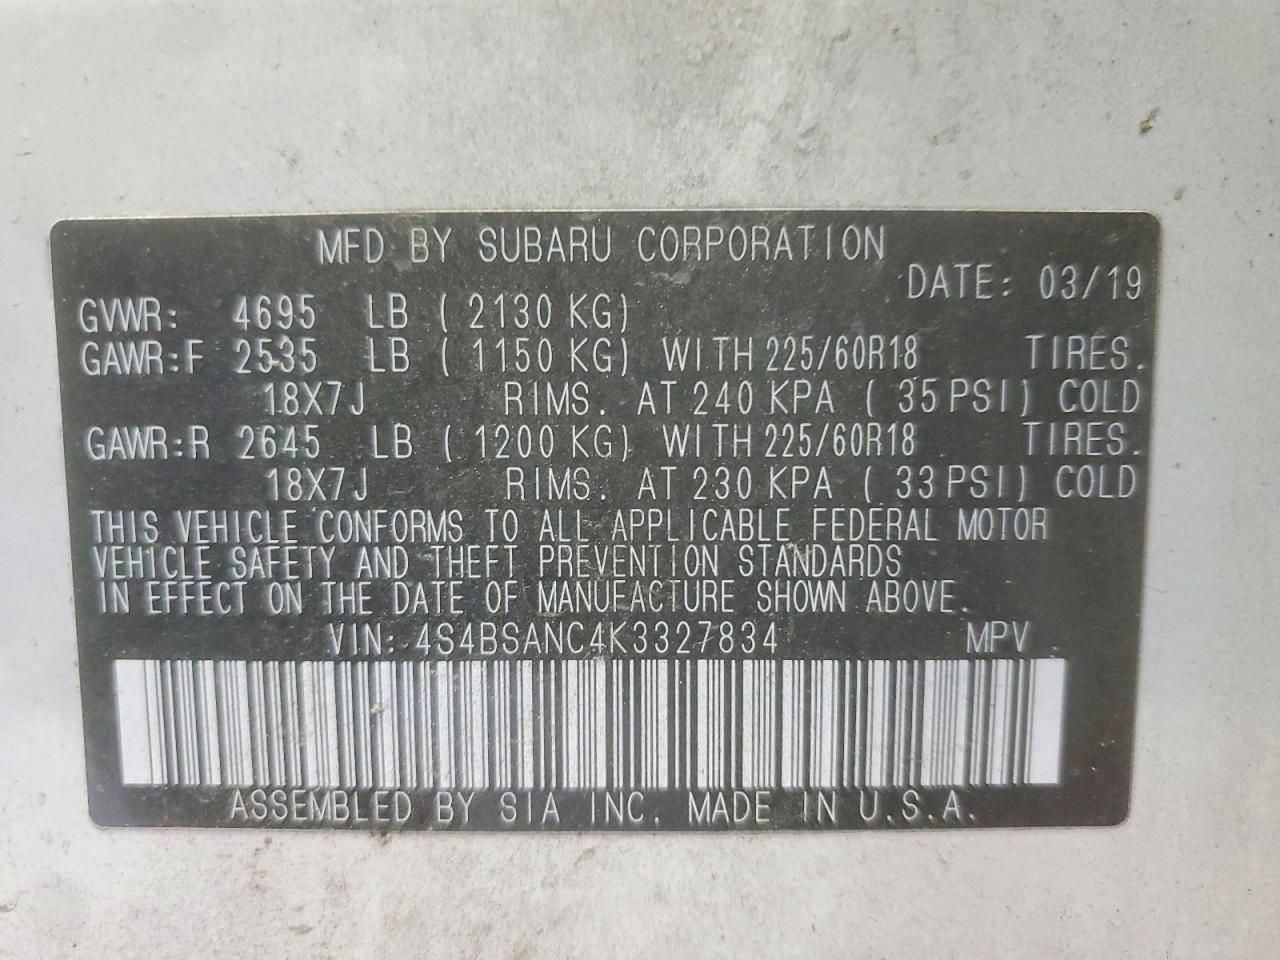 MFD BY SUBARU CORPORATION
DATE: 03/19
GVWR: 4695 LB ( 2130 KG)
GAWR:F 2535 LB ( 1150 KG) WITH 225/60R18 TIRES.
18X7J RIMS. AT 240 KPA ( 35 PSI) COLD
GAWR:R 2645 LB ( 1200 KG) WITH 225/60R18 TIRES.
18X7J RIMS. AT 230 KPA ( 33 PSI) COLD
THIS VEHICLE CONFORMS TO ALL APPLICABLE FEDERAL MOTOR
VEHICLE SAFETY AND THEFT PREVENTION STANDARDS
IN EFFECT ON THE DATE OF MANUFACTURE SHOWN ABOVE.
VIN: 4S4BSANC4K3327834 MPV
ASSEMBLED BY SIA INC. MADE IN U.S.A.